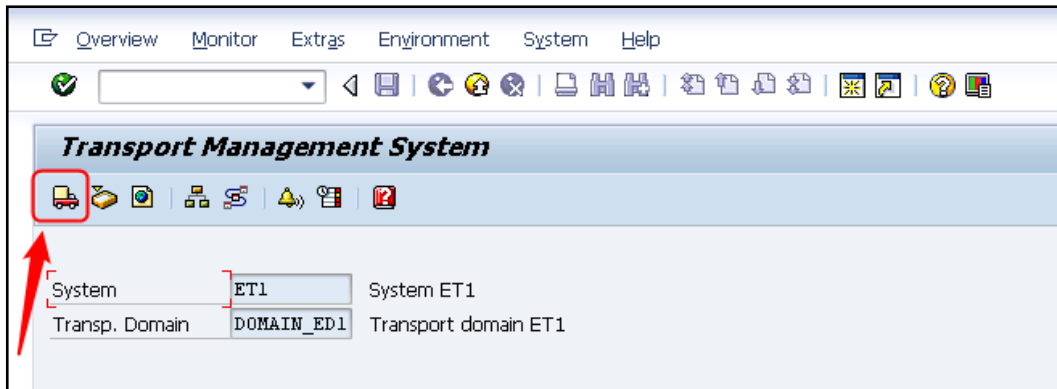 Overview Monitor Extras Environment System Help
Transport Management System
System ET1 System ET1
Transp. Domain DOMAIN_ED1 Transport domain ET1